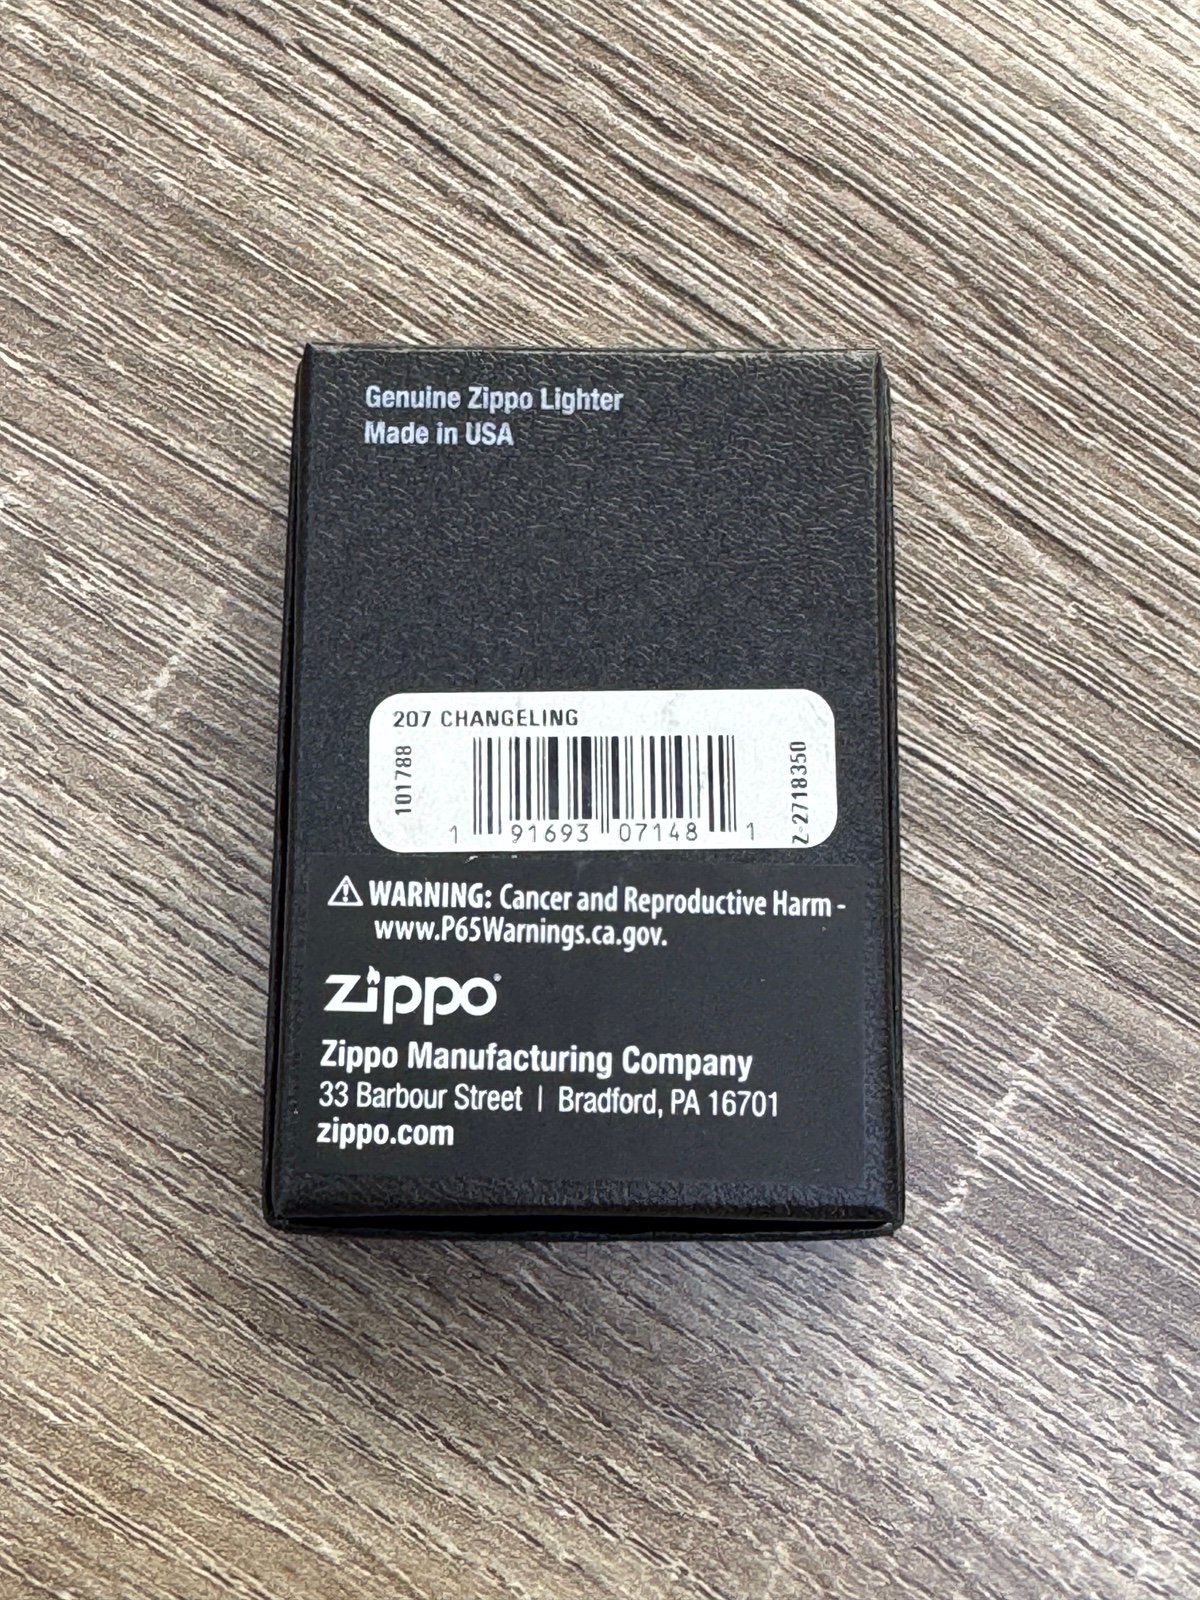 Genuine Zippo Lighter
Made in USA
207 CHANGELING
101788
1 91693 07148 1
Z-2718350
WARNING: Cancer and Reproductive Harm -
www.P65Warnings.ca.gov.
zippo®
Zippo Manufacturing Company
33 Barbour Street | Bradford, PA 16701
zippo.com